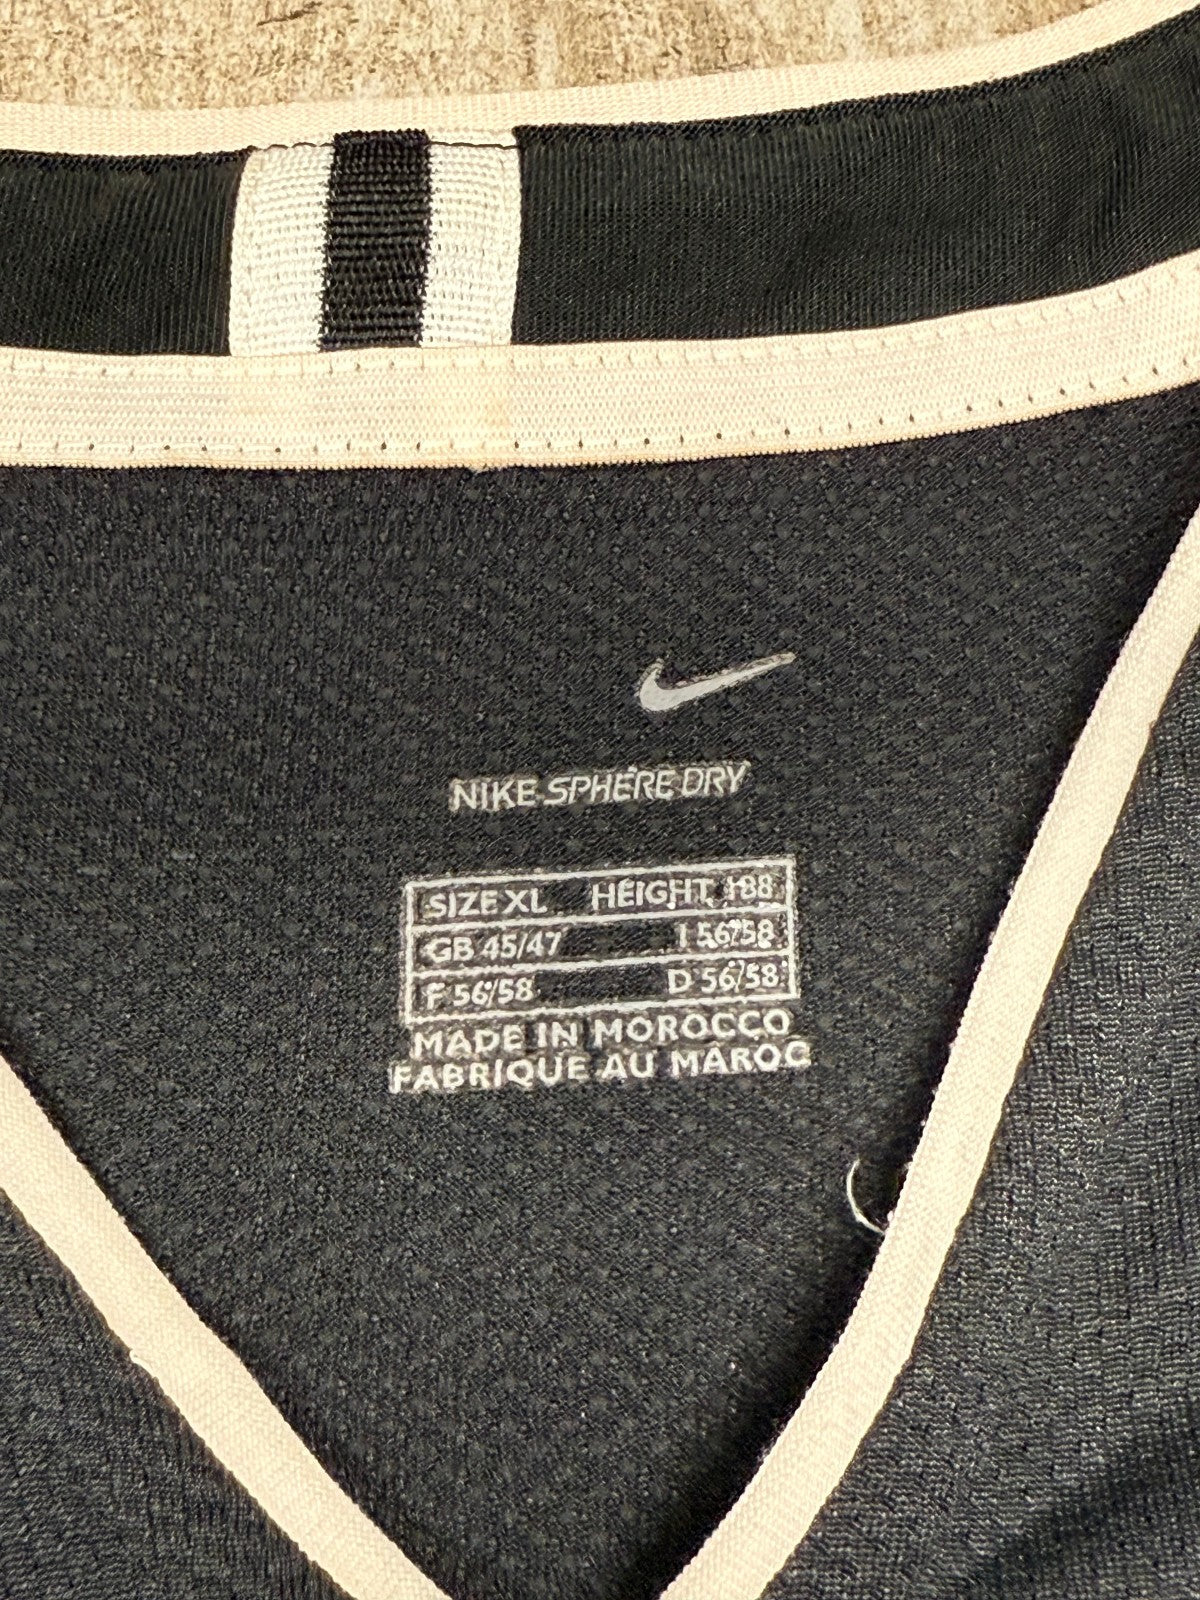 NIKE SPHERE DRY
SIZE XL HEIGHT 188
GB 45/47 I 56/58
F 56/58 D 56/58
MADE IN MOROCCO
FABRIQUE AU MAROC